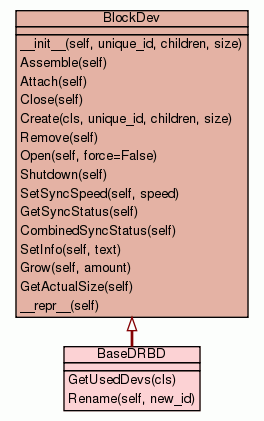 BlockDev
__init__(self, unique_id, children, size)
Assemble(self)
Attach(self)
Close(self)
Create(cls, unique_id, children, size)
Remove(self)
Open(self, force=False)
Shutdown(self)
SetSyncSpeed(self, speed)
GetSyncStatus(self)
CombinedSyncStatus(self)
SetInfo(self, text)
Grow(self, amount)
GetActualSize(self)
__repr__(self)
BaseDRBD
GetUsedDevs(cls)
Rename(self, new_id)